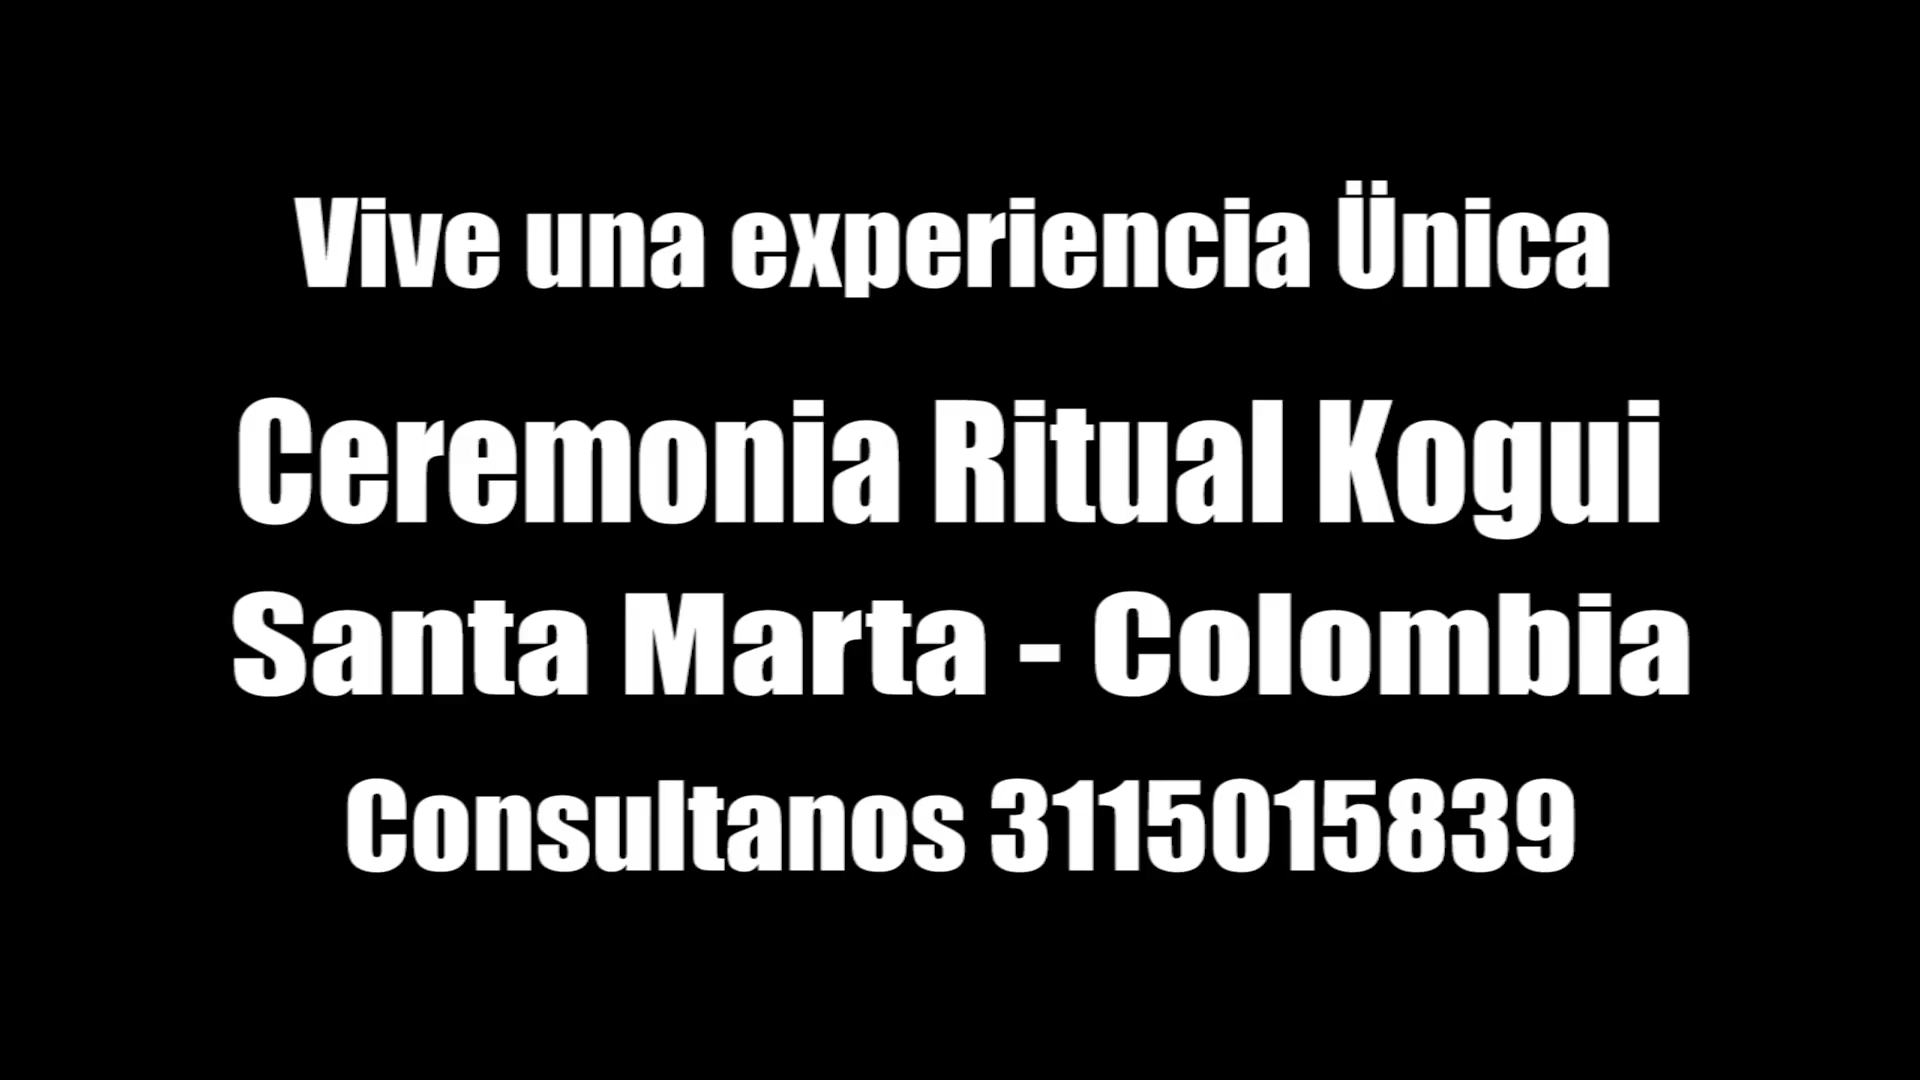 Vive una experiencia Ünica
Ceremonia Ritual Kogui
Santa Marta - Colombia
Consultanos 3115015839